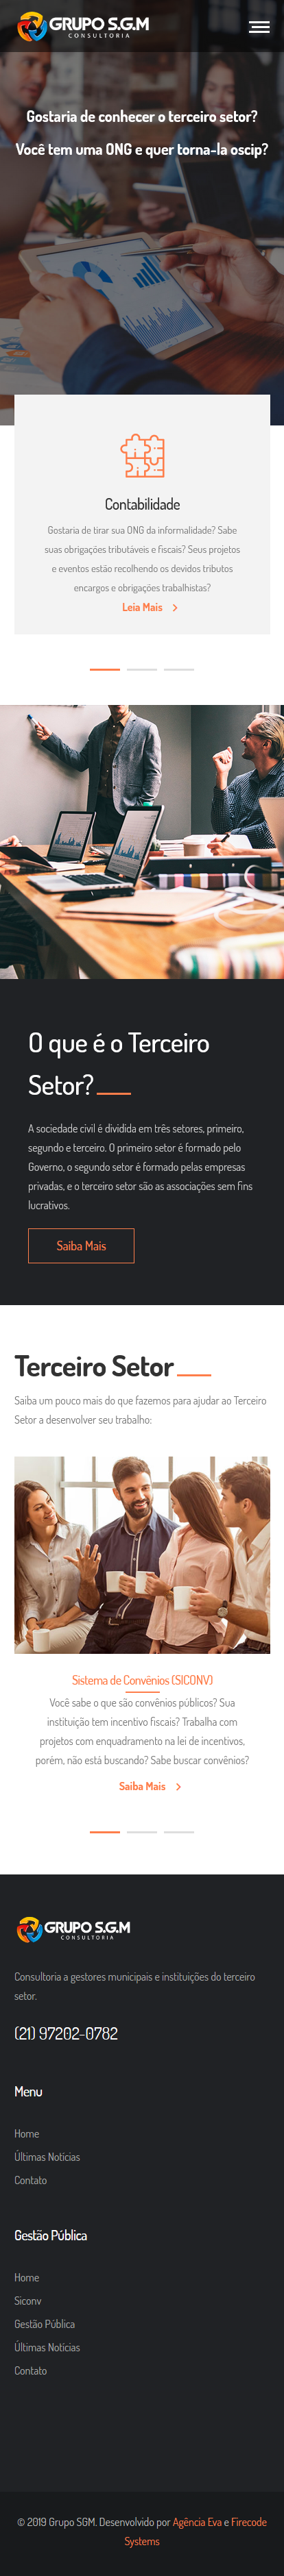 GRUPO S.G.M
CONSULTORIA
Gostaria de conhecer o terceiro setor?
Você tem uma ONG e quer torna-la oscip?
Contabilidade
Gostaria de tirar sua ONG da informalidade? Sabe
suas obrigações tributáveis e fiscais? Seus projetos
e eventos estão recolhendo os devidos tributos
encargos e obrigações trabalhistas?
Leia Mais
O que é o Terceiro
Setor?
A sociedade civil é dividida em três setores, primeiro,
segundo e terceiro. O primeiro setor é formado pelo
Governo, o segundo setor é formado pelas empresas
privadas, e o terceiro setor são as associações sem fins
lucrativos.
Saiba Mais
Terceiro Setor
Saiba um pouco mais do que fazemos para ajudar ao Terceiro
Setor a desenvolver seu trabalho:
Sistema de Convênios (SICONV)
Você sabe o que são convênios públicos? Sua
instituição tem incentivo fiscais? Trabalha com
projetos com enquadramento na lei de incentivos,
porém, não está buscando? Sabe buscar convênios?
Saiba Mais
GRUPO S.G.M
CONSULTORIA
Consultoria a gestores municipais e instituições do terceiro
setor.
(21) 97202-0782
Menu
Home
Últimas Notícias
Contato
Gestão Pública
Home
Siconv
Gestão Pública
Últimas Notícias
Contato
© 2019 Grupo SGM. Desenvolvido por Agência Eva e Firecode
Systems